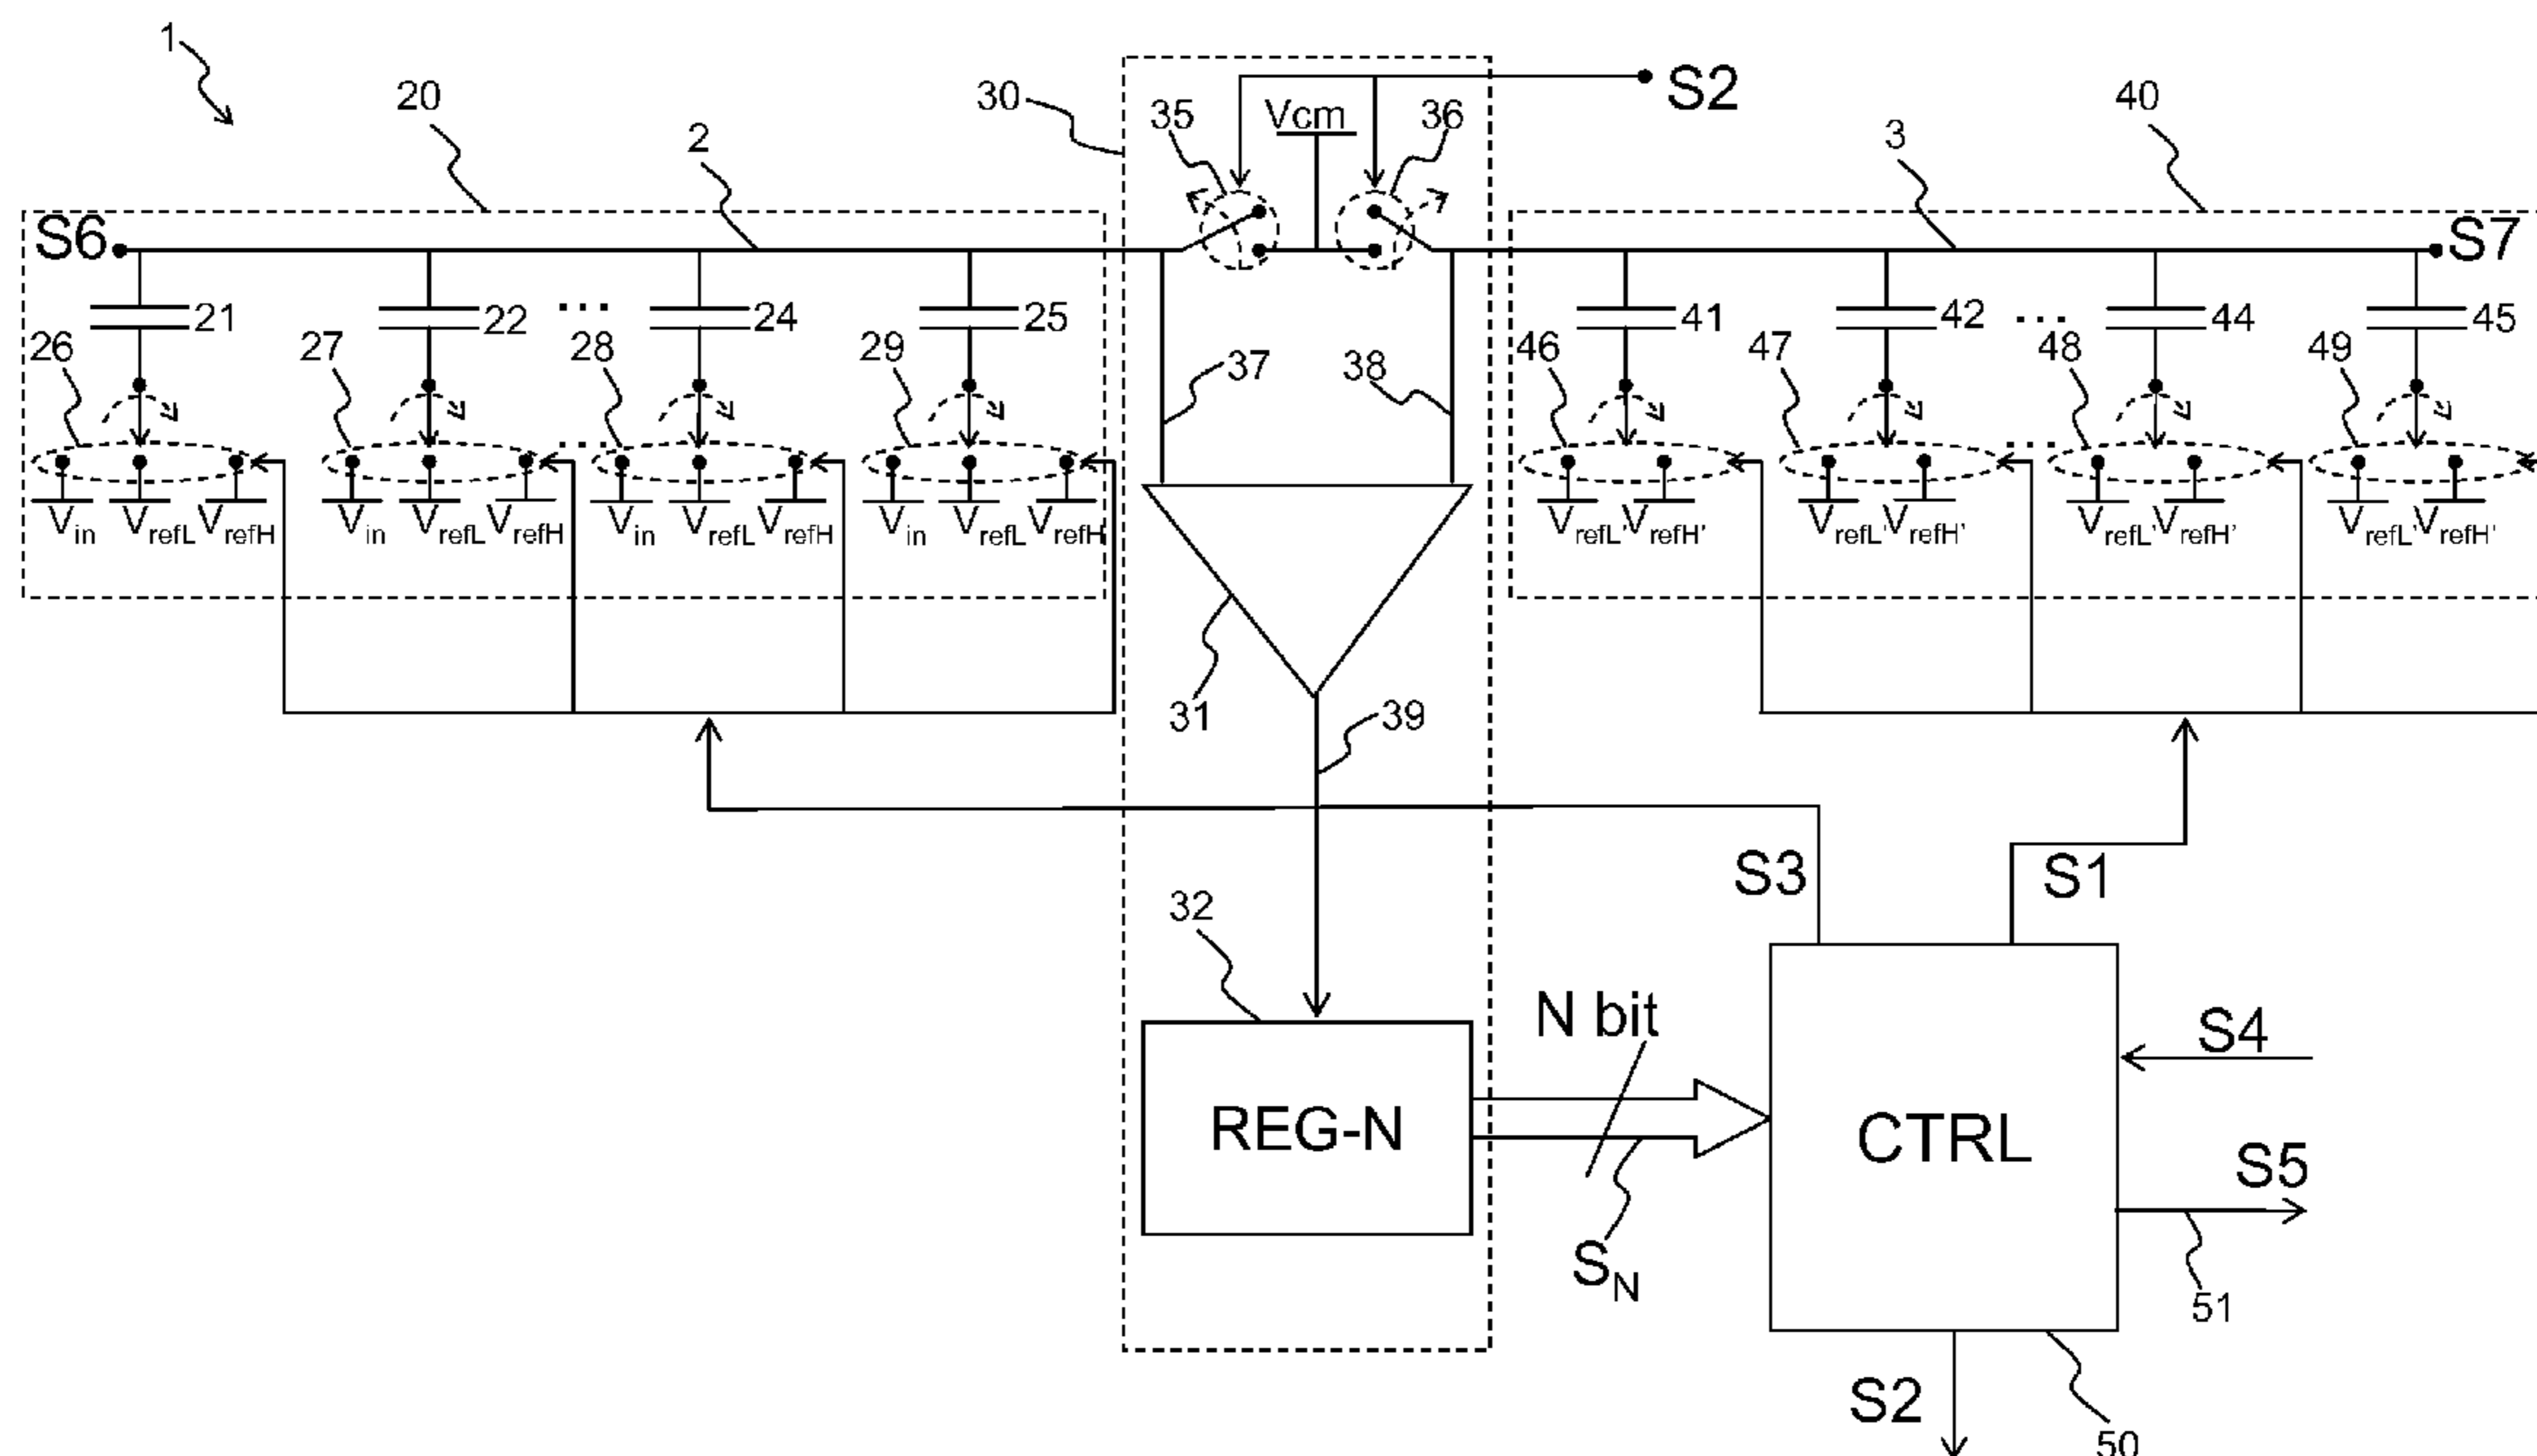 1
20
2
30
35
Vcm
36
S2
3
40
S6
S7
21
22
...
24
25
41
42
...
44
45
26
27
28
29
37
38
46
47
48
49
...
...
Vin VrefL VrefH
Vin VrefL VrefH
Vin VrefL VrefH
Vin VrefL VrefH
VrefL' VrefH'
VrefL' VrefH'
VrefL' VrefH'
VrefL' VrefH'
31
39
S3
S1
32
N bit
S4
REG-N
CTRL
S5
SN
51
S2
50